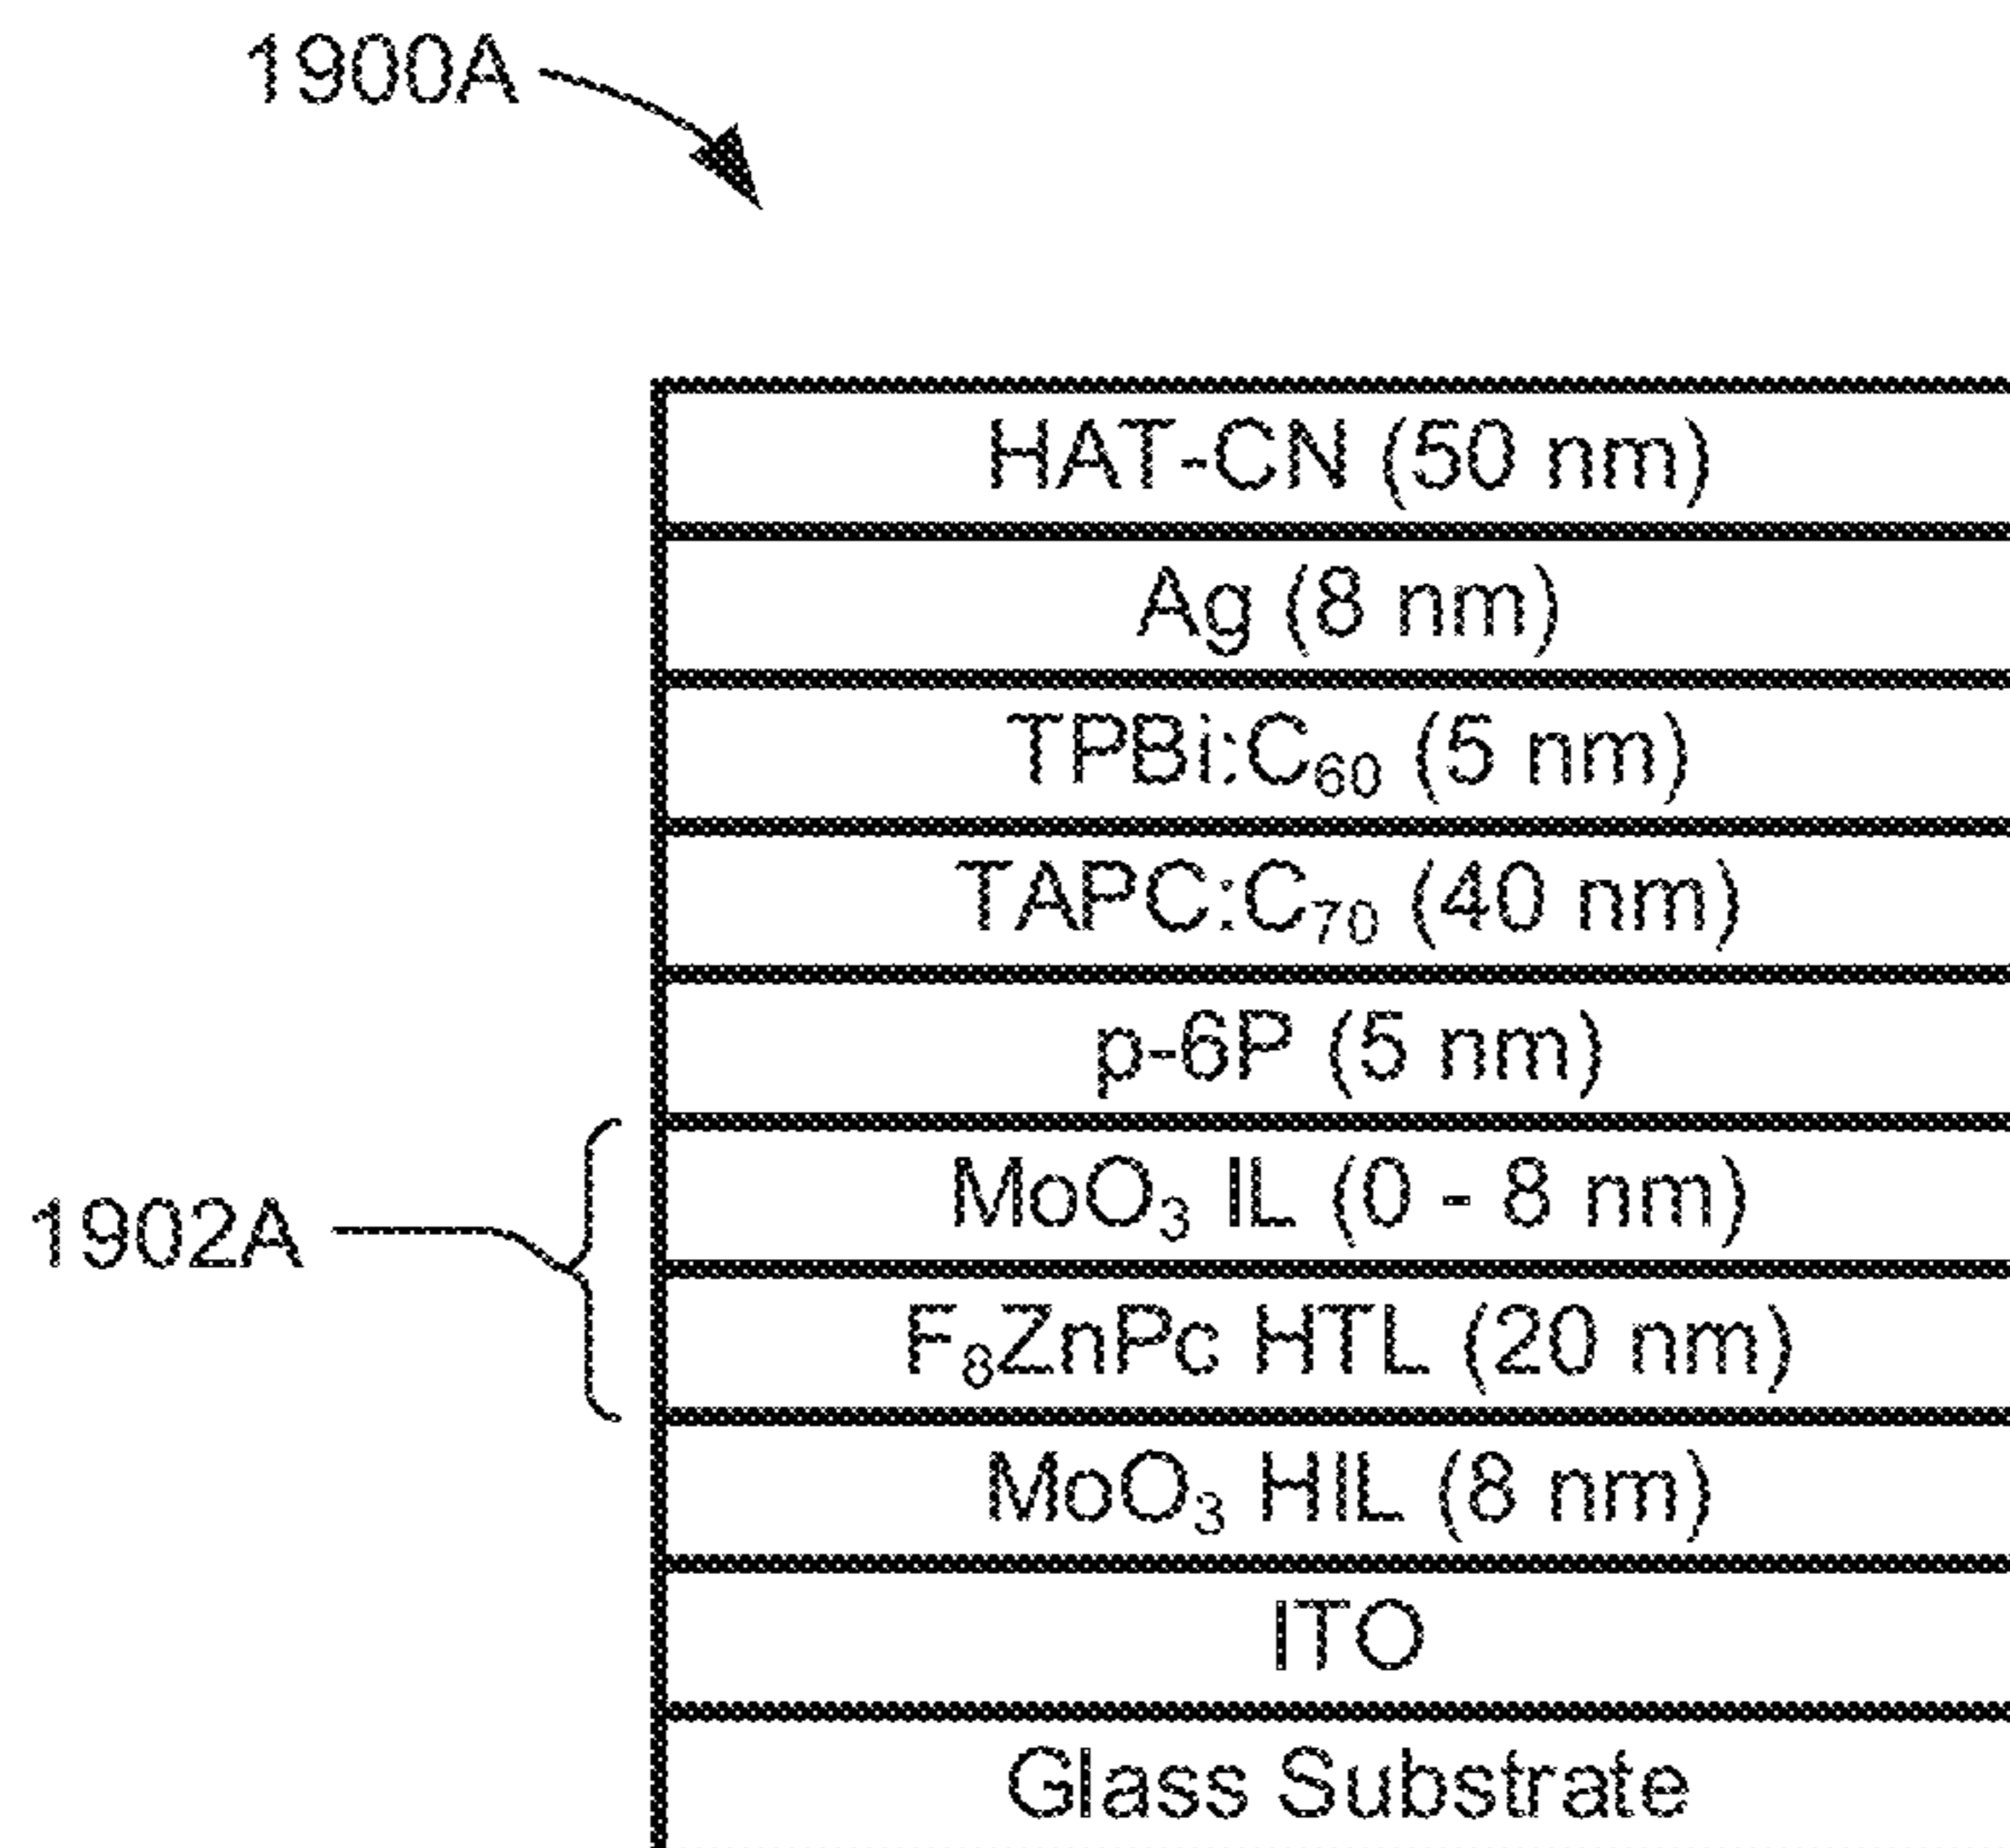 1900A
HAT-CN (50 nm)
Ag (8 nm)
TPBi:C₆₀ (5 nm)
TAPC:C₇₀ (40 nm)
p-6P (5 nm)
MoO₃ IL (0 - 8 nm)
1902A
F₈ZnPc HTL (20 nm)
MoO₃ HIL (8 nm)
ITO
Glass Substrate